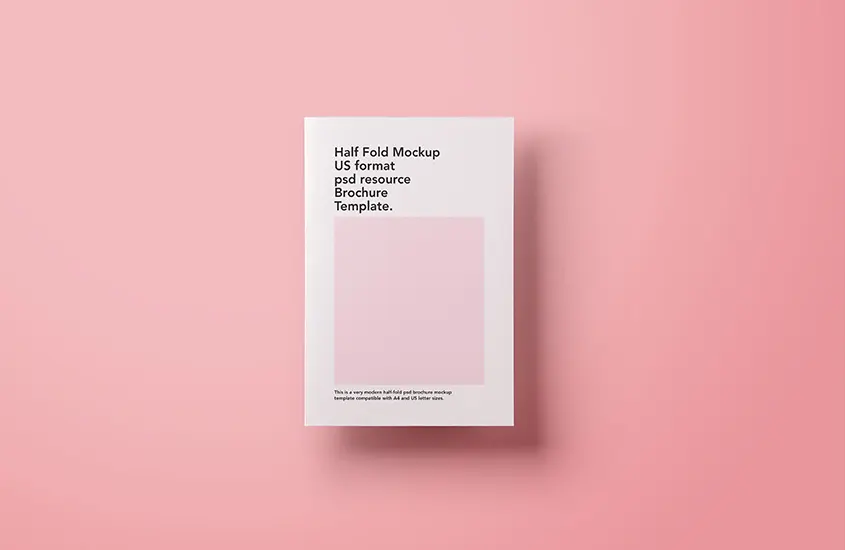 Half Fold Mockup
US format
psd resource
Brochure
Template.
This is a very modern half-fold psd brochure mockup
template compatible with A4 and US letter sizes.